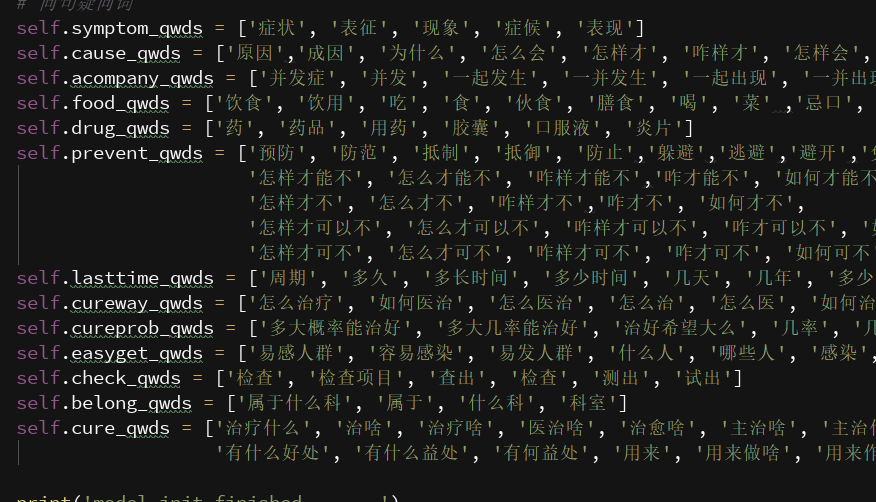 # 问句疑问词
self.symptom_qwds = ['症状', '表征', '现象', '症候', '表现']
self.cause_qwds = ['原因','成因', '为什么', '怎么会', '怎样才', '咋样才', '怎样会',
self.acompany_qwds = ['并发症', '并发', '一起发生', '一并发生', '一起出现', '一并出现
self.food_qwds = ['饮食', '饮用', '吃', '食', '伙食', '膳食', '喝', '菜' ,'忌口',
self.drug_qwds = ['药', '药品', '用药', '胶囊', '口服液', '炎片']
self.prevent_qwds = ['预防', '防范', '抵制', '抵御', '防止','躲避','逃避','避开','
'怎样才能不', '怎么才能不', '咋样才能不','咋才能不', '如何才能不
'怎样才不', '怎么才不', '咋样才不','咋才不', '如何才不',
'怎样才可以不', '怎么才可以不', '咋样才可以不', '咋才可以不', '
'怎样才可不', '怎么才可不', '咋样才可不', '咋才可不', '如何可不
self.lasttime_qwds = ['周期', '多久', '多长时间', '多少时间', '几天', '几年', '多少
self.cureway_qwds = ['怎么治疗', '如何医治', '怎么医治', '怎么治', '怎么医', '如何治
self.cureprob_qwds = ['多大概率能治好', '多大几率能治好', '治好希望大么', '几率', '几
self.easyget_qwds = ['易感人群', '容易感染', '易发人群', '什么人', '哪些人', '感染',
self.check_qwds = ['检查', '检查项目', '查出', '检查', '测出', '试出']
self.belong_qwds = ['属于什么科', '属于', '什么科', '科室']
self.cure_qwds = ['治疗什么', '治啥', '治疗啥', '医治啥', '治愈啥', '主治啥', '主治什
'有什么好处', '有什么益处', '有何益处', '用来', '用来做啥', '用来作
print('model init finished ......')